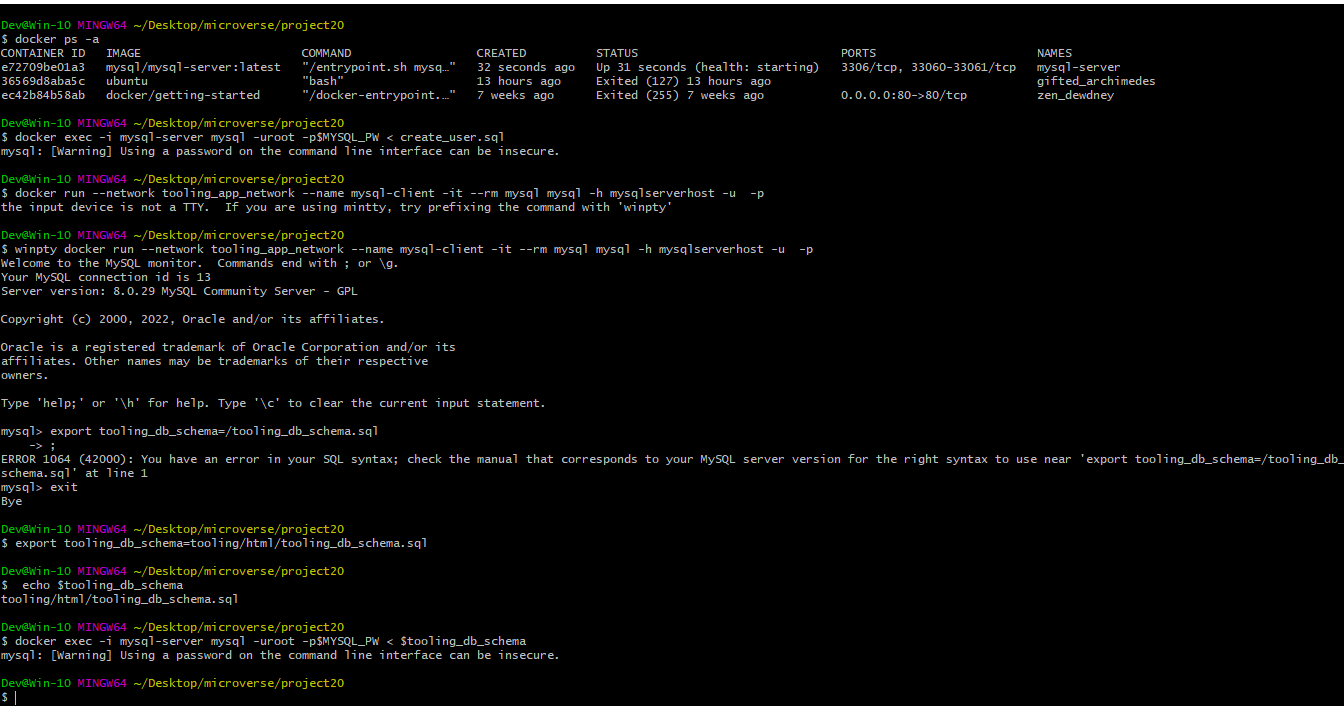 Dev@Win-10 MINGW64 ~/Desktop/microverse/project20
$ docker ps -a
CONTAINER ID   IMAGE                       COMMAND                  CREATED          STATUS                             PORTS                       NAMES
e72709be01a3   mysql/mysql-server:latest   "/entrypoint.sh mysq…"   32 seconds ago   Up 31 seconds (health: starting)   3306/tcp, 33060-33061/tcp   mysql-server
36569d8aba5c   ubuntu                      "bash"                   13 hours ago     Exited (127) 13 hours ago                                      gifted_archimedes
ec42b84b58ab   docker/getting-started      "/docker-entrypoint.…"   7 weeks ago      Exited (255) 7 weeks ago           0.0.0.0:80->80/tcp          zen_dewdney
Dev@Win-10 MINGW64 ~/Desktop/microverse/project20
$ docker exec -i mysql-server mysql -uroot -p$MYSQL_PW < create_user.sql
mysql: [Warning] Using a password on the command line interface can be insecure.
Dev@Win-10 MINGW64 ~/Desktop/microverse/project20
$ docker run --network tooling_app_network --name mysql-client -it --rm mysql mysql -h mysqlserverhost -u  -p
the input device is not a TTY.  If you are using mintty, try prefixing the command with 'winpty'
Dev@Win-10 MINGW64 ~/Desktop/microverse/project20
$ winpty docker run --network tooling_app_network --name mysql-client -it --rm mysql mysql -h mysqlserverhost -u  -p
Welcome to the MySQL monitor.  Commands end with ; or \g.
Your MySQL connection id is 13
Server version: 8.0.29 MySQL Community Server - GPL
Copyright (c) 2000, 2022, Oracle and/or its affiliates.
Oracle is a registered trademark of Oracle Corporation and/or its
affiliates. Other names may be trademarks of their respective
owners.
Type 'help;' or '\h' for help. Type '\c' to clear the current input statement.
mysql> export tooling_db_schema=/tooling_db_schema.sql
    -> ;
ERROR 1064 (42000): You have an error in your SQL syntax; check the manual that corresponds to your MySQL server version for the right syntax to use near 'export tooling_db_schema=/tooling_db_
schema.sql' at line 1
mysql> exit
Bye
Dev@Win-10 MINGW64 ~/Desktop/microverse/project20
$ export tooling_db_schema=tooling/html/tooling_db_schema.sql
Dev@Win-10 MINGW64 ~/Desktop/microverse/project20
$  echo $tooling_db_schema
tooling/html/tooling_db_schema.sql
Dev@Win-10 MINGW64 ~/Desktop/microverse/project20
$ docker exec -i mysql-server mysql -uroot -p$MYSQL_PW < $tooling_db_schema
mysql: [Warning] Using a password on the command line interface can be insecure.
Dev@Win-10 MINGW64 ~/Desktop/microverse/project20
$